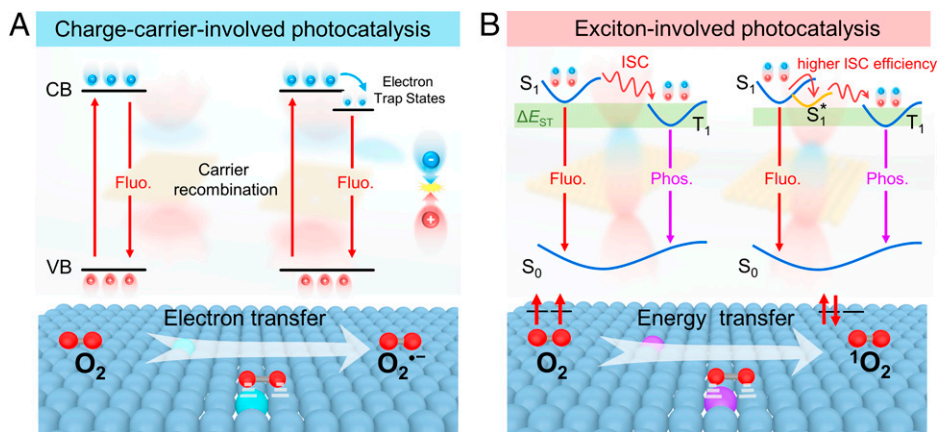 A
Charge-carrier-involved photocatalysis
CB
Electron
Trap States
Fluo.
Carrier
recombination
Fluo.
−
+
VB
Electron transfer
O₂
O₂•−
B
Exciton-involved photocatalysis
S₁
ISC
ΔE_ST
T₁
Fluo.
Phos.
S₀
higher ISC efficiency
S₁
S₁*
T₁
Fluo.
Phos.
S₀
Energy transfer
O₂
¹O₂